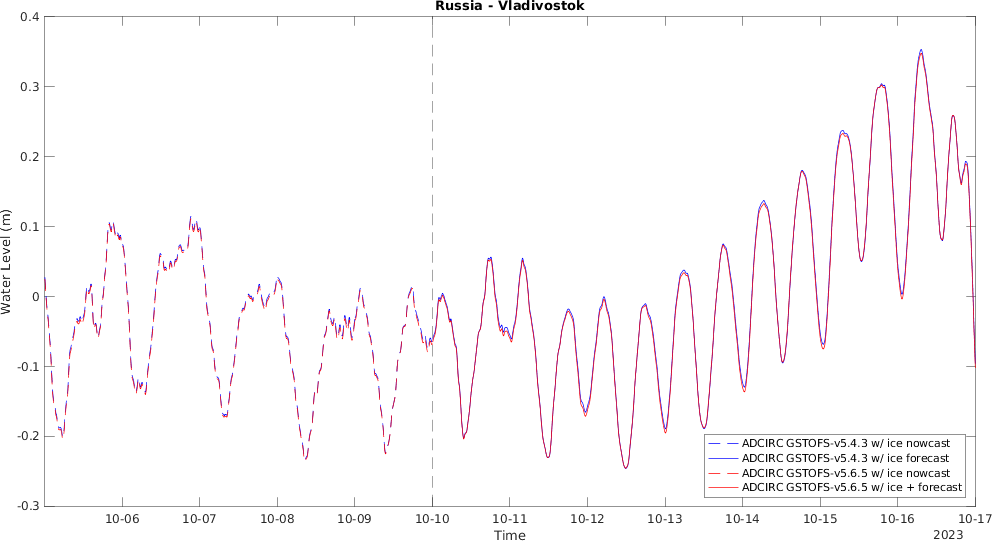 Russia - Vladivostok
Water Level (m)
0.4
0.3
0.2
0.1
0
-0.1
-0.2
-0.3
10-06 10-07 10-08 10-09 10-10 10-11 10-12 10-13 10-14 10-15 10-16 10-17
Time
2023
ADCIRC GSTOFS-v5.4.3 w/ ice nowcast
ADCIRC GSTOFS-v5.4.3 w/ ice forecast
ADCIRC GSTOFS-v5.6.5 w/ ice nowcast
ADCIRC GSTOFS-v5.6.5 w/ ice + forecast